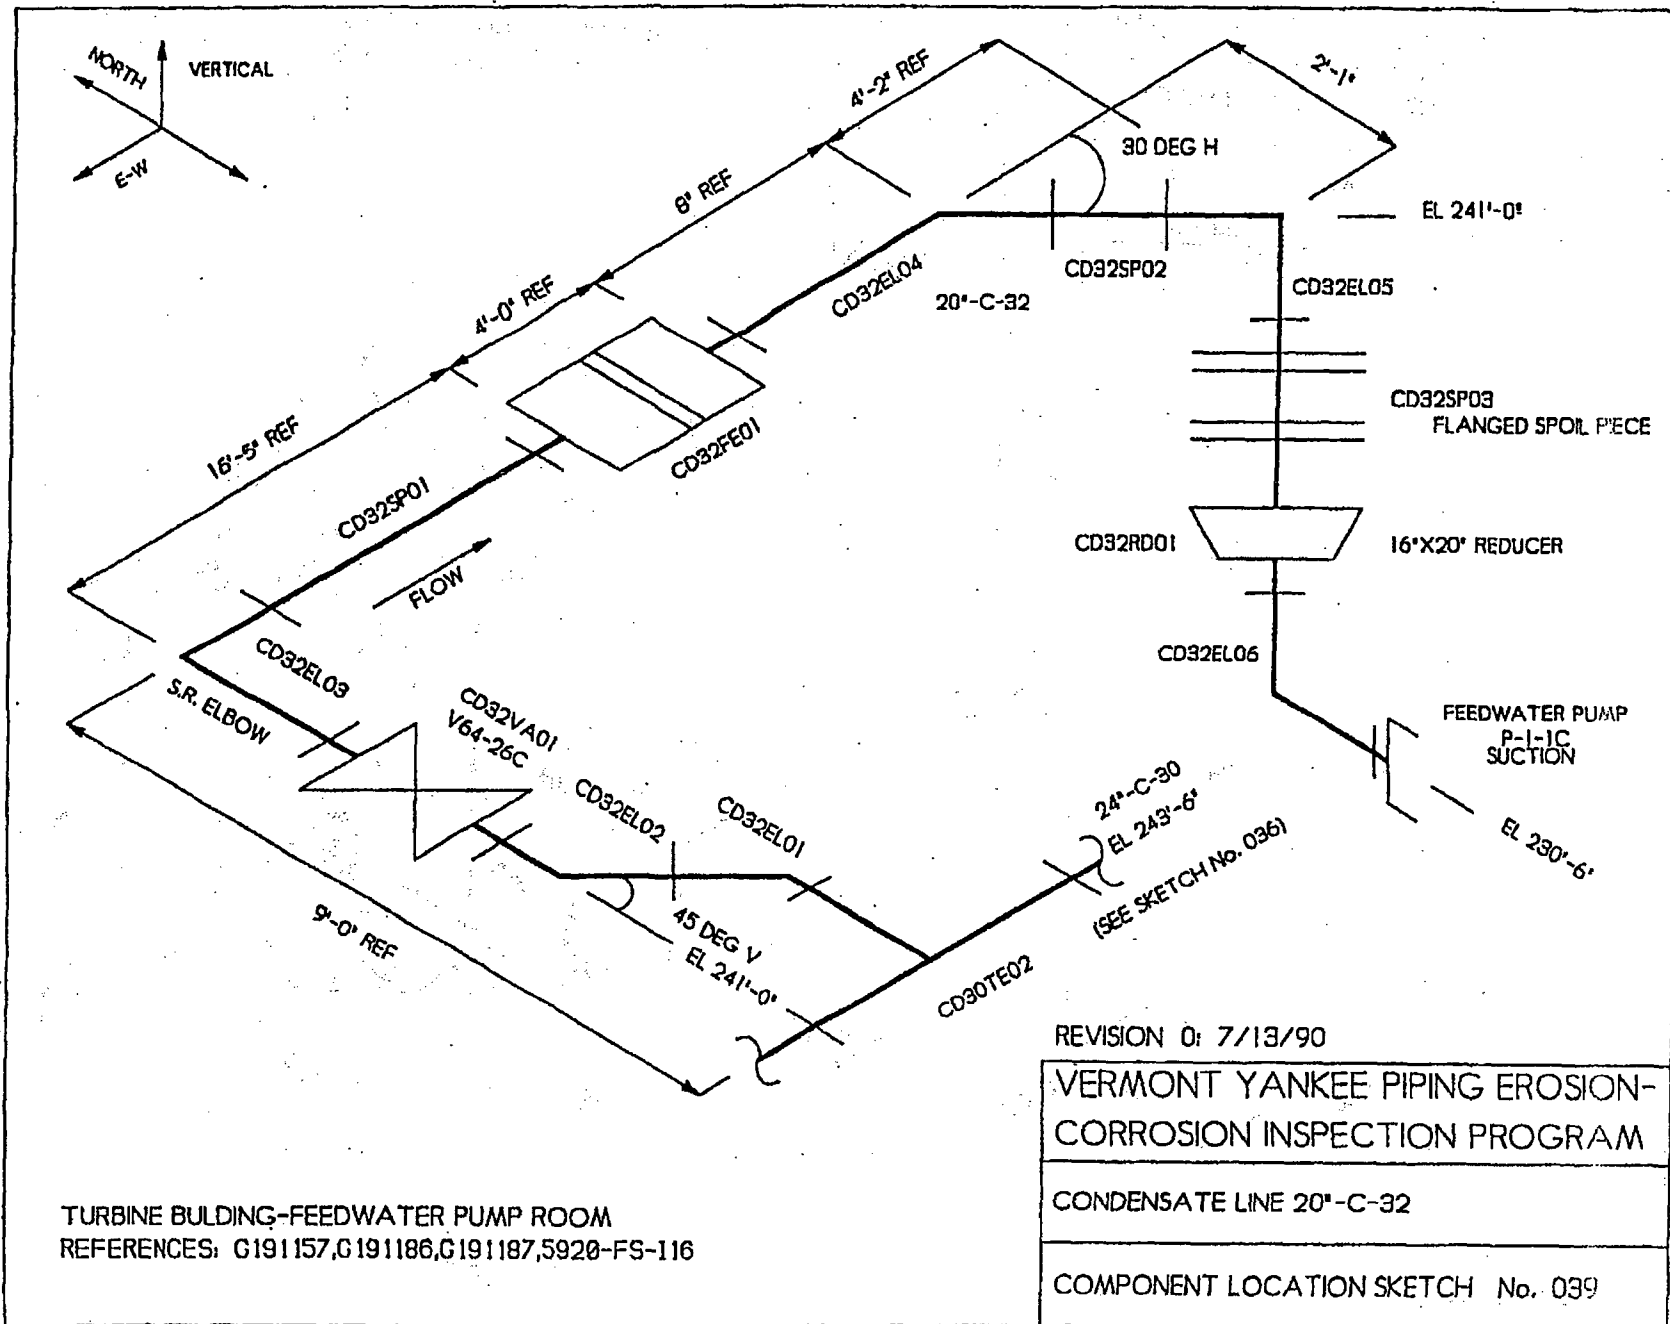 NORTH
VERTICAL
E-W
4'-2" REF
2'-1"
30 DEG H
8" REF
EL 241'-0"
CD32EL04
CD32SP02
CD32EL05
20"-C-32
4'-0" REF
CD32SP03
FLANGED SPOIL PIECE
16'-5" REF
CD32FE01
CD32SP01
CD32RD01
16"X20" REDUCER
FLOW
CD32EL03
CD32EL06
S.R. ELBOW
CD32VA01
V64-26C
FEEDWATER PUMP
P-1-1C
SUCTION
CD32EL02
CD32EL01
24"-C-30
EL 243'-6"
(SEE SKETCH No. 036)
EL 230'-6"
9'-0" REF
45 DEG V
EL 241'-0"
CD30TE02
REVISION 0: 7/13/90
VERMONT YANKEE PIPING EROSION-
CORROSION INSPECTION PROGRAM
CONDENSATE LINE 20"-C-32
COMPONENT LOCATION SKETCH No. 039
TURBINE BULDING-FEEDWATER PUMP ROOM
REFERENCES: G191157,G191186,G191187,5920-FS-I16